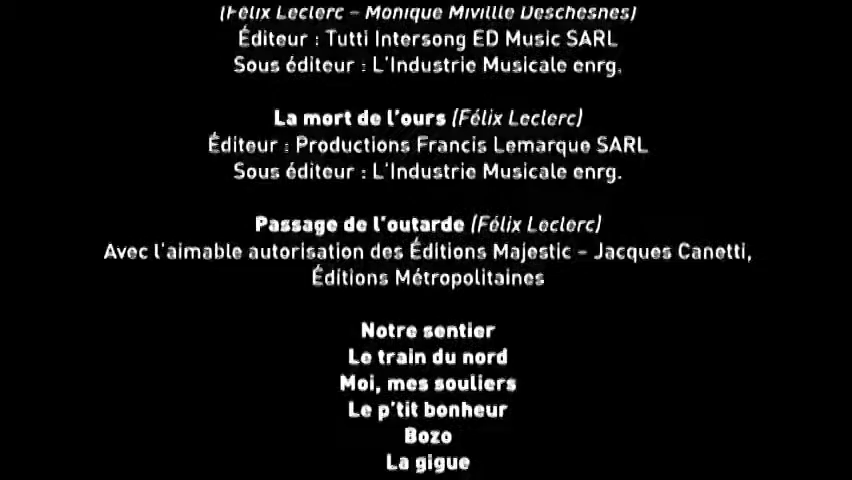 (Félix Leclerc – Monique Mivillle Deschesnes)
Éditeur : Tutti Intersong ED Music SARL
Sous éditeur : L'Industrie Musicale enrg.
La mort de l'ours (Félix Leclerc)
Éditeur : Productions Francis Lemarque SARL
Sous éditeur : L'Industrie Musicale enrg.
Passage de l'outarde (Félix Leclerc)
Avec l'aimable autorisation des Éditions Majestic – Jacques Canetti,
Éditions Métropolitaines
Notre sentier
Le train du nord
Moi, mes souliers
Le p'tit bonheur
Bozo
La gigue